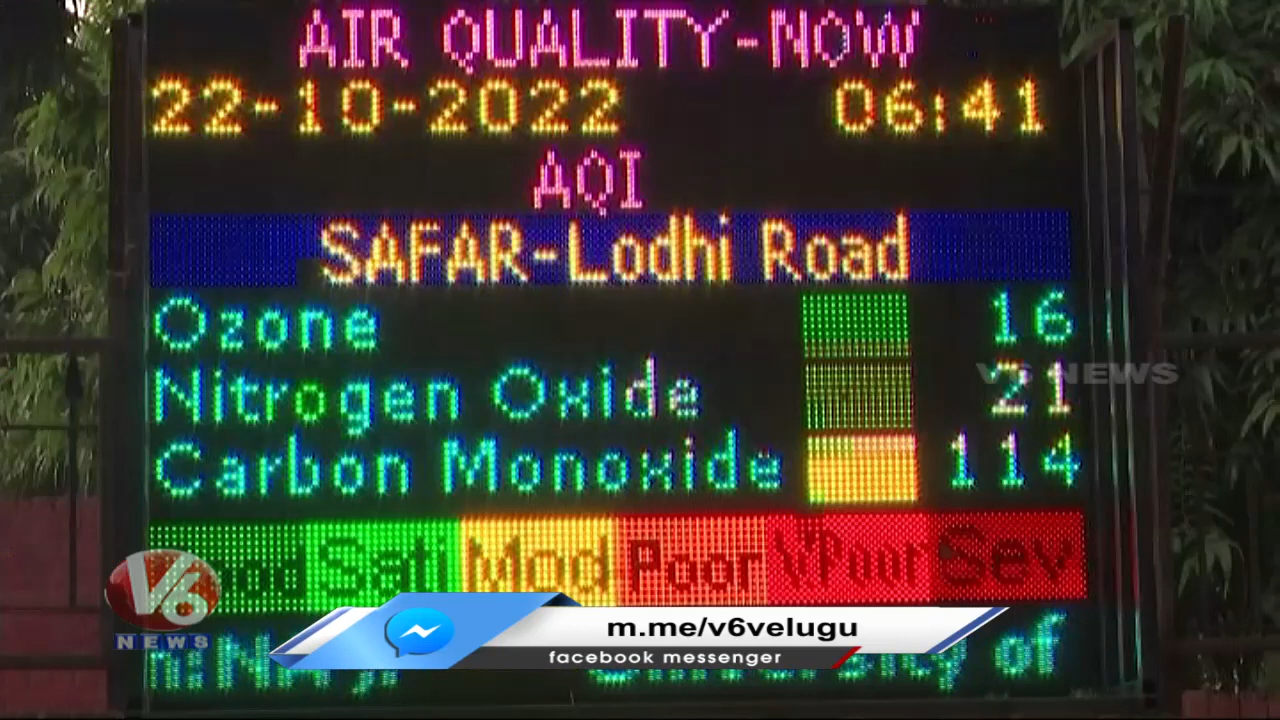 AIR QUALITY-NOW
22-10-2022 06:41
AQI
SAFAR-Lodhi Road
Ozone 16
Nitrogen Oxide 21
V6 NEWS
Carbon Monoxide 114
Sati Mod Poor VPoor Sev
V6
NEWS
m.me/v6velugu
facebook messenger
of